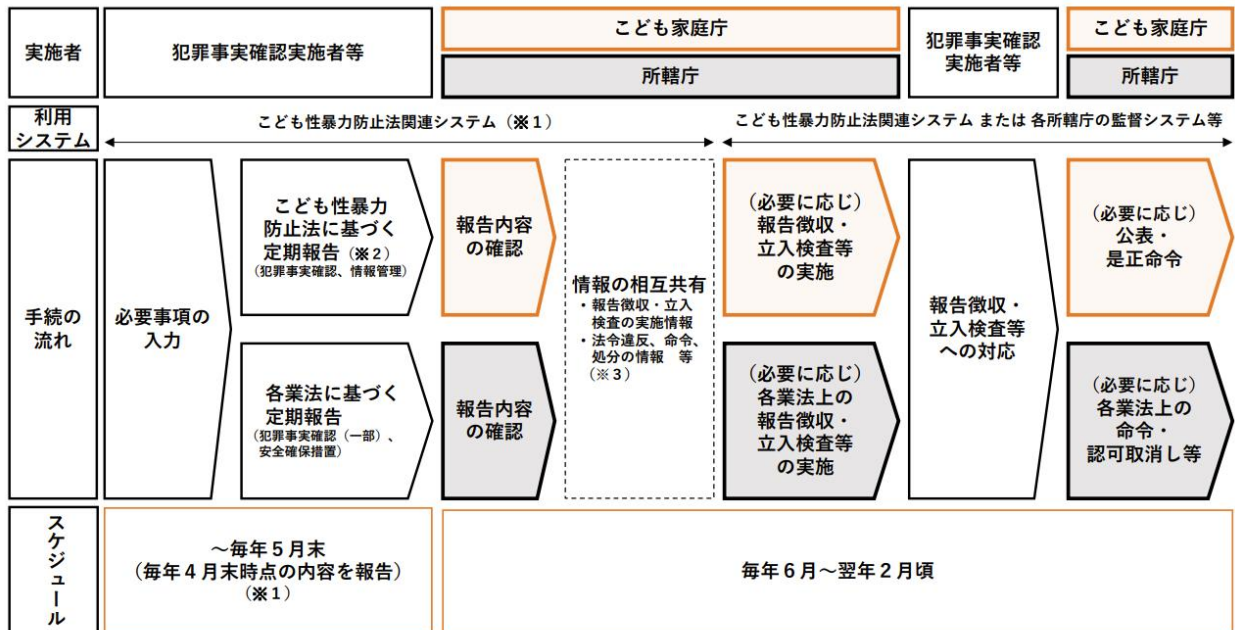 実施者
犯罪事実確認実施者等
こども家庭庁
所轄庁
犯罪事実確認
実施者等
こども家庭庁
所轄庁
利用
システム
こども性暴力防止法関連システム（※１）
こども性暴力防止法関連システム または 各所轄庁の監督システム等
手続の
流れ
必要事項の
入力
こども性暴力
防止法に基づく
定期報告（※２）
（犯罪事実確認、情報管理）
各業法に基づく
定期報告
（犯罪事実確認（一部）、
安全確保措置）
報告内容
の確認
報告内容
の確認
情報の相互共有
・報告徴収・立入
検査の実施情報
・法令違反、命令、
処分の情報　等
（※３）
（必要に応じ）
報告徴収・
立入検査等
の実施
（必要に応じ）
各業法上の
報告徴収・
立入検査等
の実施
報告徴収・
立入検査等
への対応
（必要に応じ）
公表・
是正命令
（必要に応じ）
各業法上の
命令・
認可取消し等
スケジュール
～毎年５月末
（毎年４月末時点の内容を報告）
（※１）
毎年６月～翌年２月頃